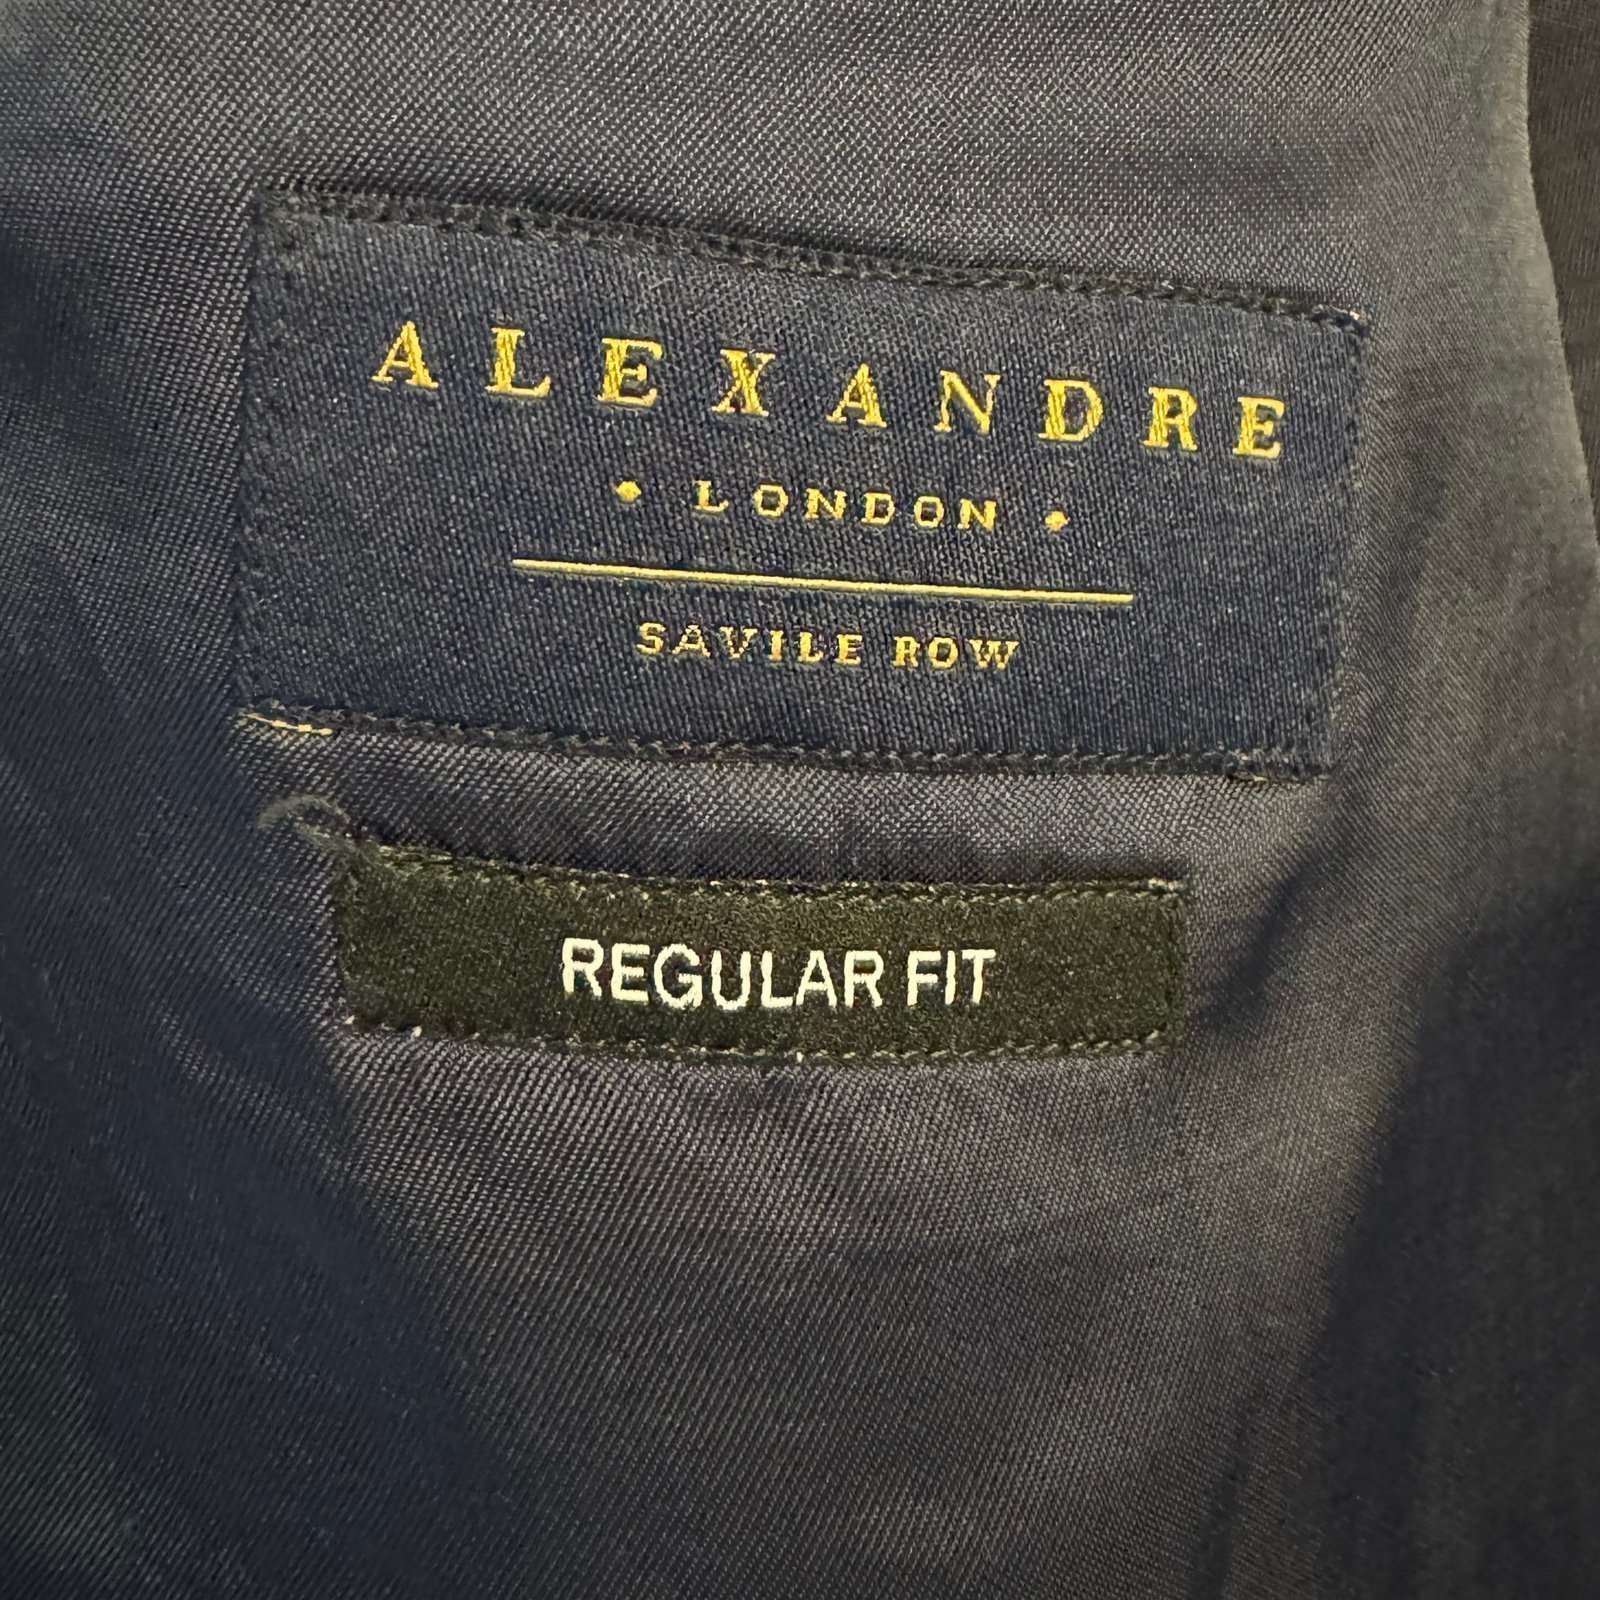 ALEXANDRE
• LONDON •
SAVILE ROW
REGULAR FIT